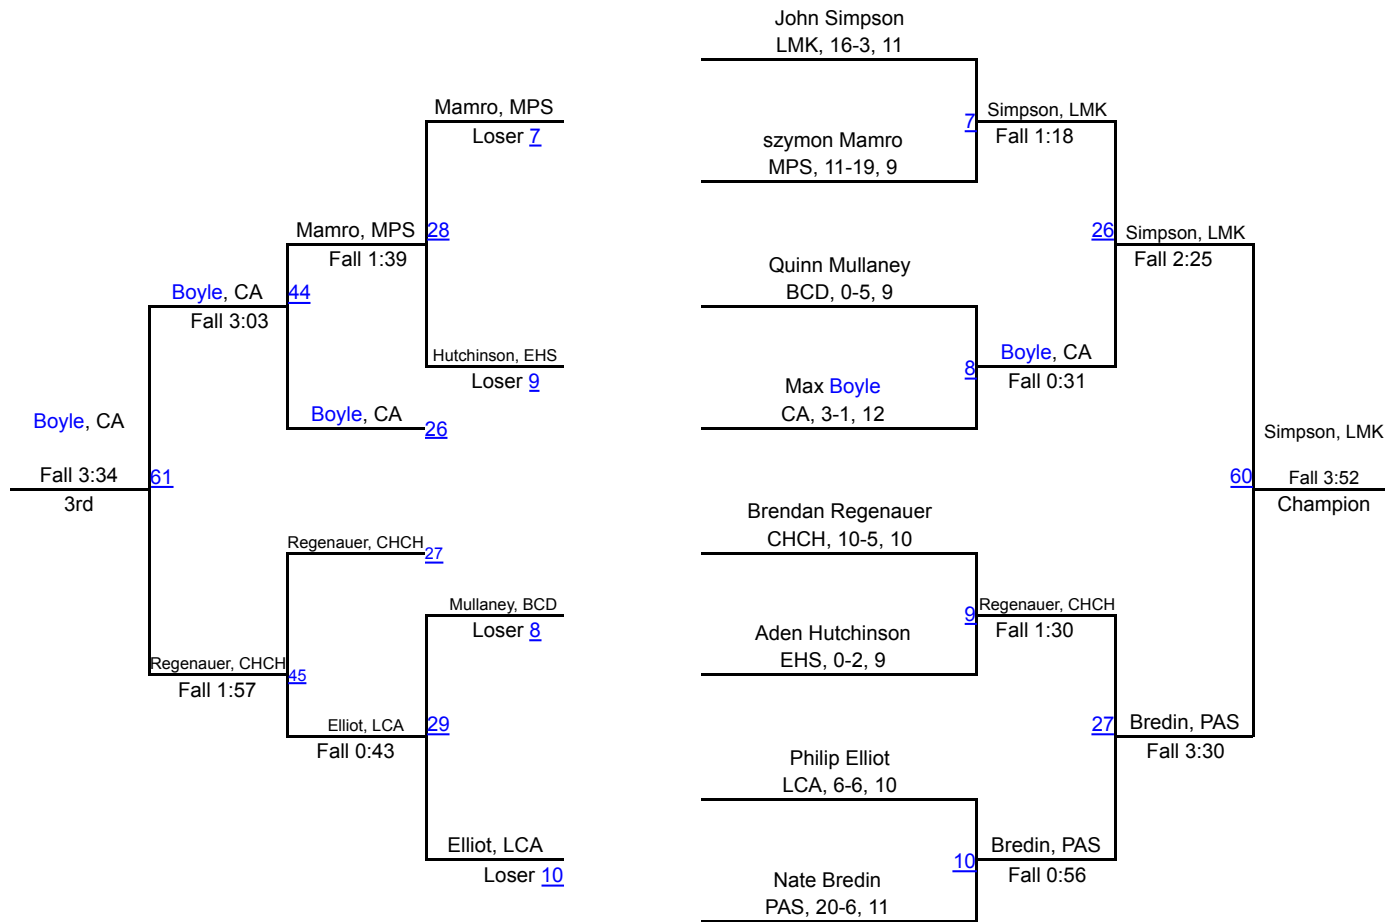 John Simpson
LMK, 16-3, 11
Mamro, MPS
Loser 7
7
Simpson, LMK
Fall 1:18
szymon Mamro
MPS, 11-19, 9
Mamro, MPS
28
Fall 1:39
26
Simpson, LMK
Fall 2:25
Quinn Mullaney
BCD, 0-5, 9
Boyle, CA
44
Fall 3:03
Hutchinson, EHS
Loser 9
8
Boyle, CA
Fall 0:31
Max Boyle
CA, 3-1, 12
Boyle, CA
26
Boyle, CA
Fall 3:34
61
3rd
Simpson, LMK
60
Fall 3:52
Champion
Brendan Regenauer
CHCH, 10-5, 10
Regenauer, CHCH
27
Mullaney, BCD
Loser 8
9
Regenauer, CHCH
Fall 1:30
Aden Hutchinson
EHS, 0-2, 9
Regenauer, CHCH
45
Fall 1:57
Elliot, LCA
29
Fall 0:43
27
Bredin, PAS
Fall 3:30
Philip Elliot
LCA, 6-6, 10
Elliot, LCA
Loser 10
10
Bredin, PAS
Fall 0:56
Nate Bredin
PAS, 20-6, 11